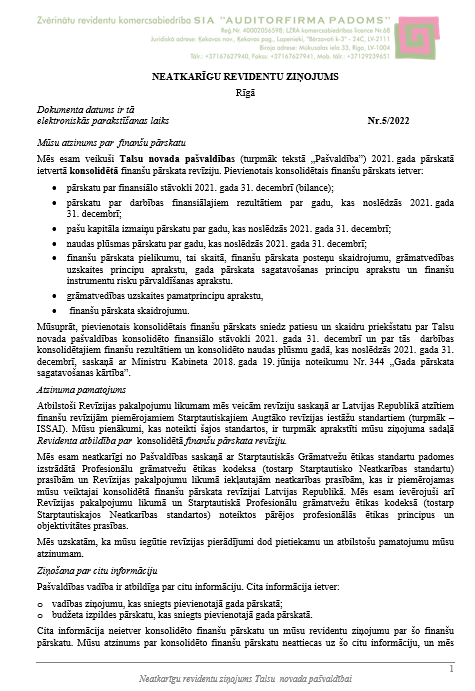 Zvērinātu revidentu komercsabiedrība SIA "AUDITORFIRMA PADOMS"
Reģ.Nr.40002056598; LZRA komercsabiedrības licence Nr.68
Juridiskā adrese: Ķekavas nov., Ķekavas pag., Lapenieki, "Bērzavoti k-3" - 24C, LV-2111
Biroja adrese: Mūkusalas iela 33, Rīga, LV-1004
Tālr.: +37167627940, Fakss: +37167627941, Mob. tālr.: +37129239651
NEATKARĪGU REVIDENTU ZIŅOJUMS
Rīgā
Dokumenta datums ir tā
elektroniskās parakstīšanas laiks Nr.5/2022
Mūsu atzinums par finanšu pārskatu
Mēs esam veikuši Talsu novada pašvaldības (turpmāk tekstā „Pašvaldība”) 2021. gada pārskatā
ietvertā konsolidētā finanšu pārskata revīziju. Pievienotais konsolidētais finanšu pārskats ietver:
• pārskatu par finansiālo stāvokli 2021. gada 31. decembrī (bilance);
• pārskatu par darbības finansiālajiem rezultātiem par gadu, kas noslēdzās 2021. gada
31. decembrī;
• pašu kapitāla izmaiņu pārskatu par gadu, kas noslēdzās 2021. gada 31. decembrī;
• naudas plūsmas pārskatu par gadu, kas noslēdzās 2021. gada 31. decembrī;
• finanšu pārskata pielikumu, tai skaitā, finanšu pārskata posteņu skaidrojumu, grāmatvedības
uzskaites principu aprakstu, gada pārskata sagatavošanas principu aprakstu un finanšu
instrumentu risku pārvaldīšanas aprakstu.
• grāmatvedības uzskaites pamatprincipu aprakstu,
• finanšu pārskata skaidrojumu.
Mūsuprāt, pievienotais konsolidētais finanšu pārskats sniedz patiesu un skaidru priekšstatu par Talsu
novada pašvaldības konsolidēto finansiālo stāvokli 2021. gada 31. decembrī un par tās darbības
konsolidētajiem finanšu rezultātiem un konsolidēto naudas plūsmu gadā, kas noslēdzās 2021. gada 31.
decembrī, saskaņā ar Ministru Kabineta 2018. gada 19. jūnija noteikumu Nr. 344 „Gada pārskata
sagatavošanas kārtība”.
Atzinuma pamatojums
Atbilstoši Revīzijas pakalpojumu likumam mēs veicām revīziju saskaņā ar Latvijas Republikā atzītiem
finanšu revīzijām piemērojamiem Starptautiskajiem Augtāko revīzijas iestāžu standartiem (turpmāk –
ISSAI). Mūsu pienākumi, kas noteikti šajos standartos, ir turpmāk aprakstīti mūsu ziņojuma sadaļā
Revidenta atbildība par konsolidētā finanšu pārskata revīziju.
Mēs esam neatkarīgi no Pašvaldības saskaņā ar Starptautiskās Grāmatvežu ētikas standartu padomes
izstrādātā Profesionālu grāmatvežu ētikas kodeksa (tostarp Starptautisko Neatkarības standartu)
prasībām un Revīzijas pakalpojumu likumā iekļautajām neatkarības prasībām, kas ir piemērojamas
mūsu veiktajai konsolidētā finanšu pārskata revīzijai Latvijas Republikā. Mēs esam ievērojuši arī
Revīzijas pakalpojumu likumā un Starptautiskā Profesionālu grāmatvežu ētikas kodeksā (tostarp
Starptautiskajos Neatkarības standartos) noteiktos pārējos profesionālās ētikas principus un
objektivitātes prasības.
Mēs uzskatām, ka mūsu iegūtie revīzijas pierādījumi dod pietiekamu un atbilstošu pamatojumu mūsu
atzinumam.
Ziņošana par citu informāciju
Pašvaldības vadība ir atbildīga par citu informāciju. Cita informācija ietver:
o vadības ziņojumu, kas sniegts pievienotajā gada pārskatā;
o budžeta izpildes pārskatu, kas sniegts pievienotajā gada pārskatā.
Cita informācija neietver konsolidēto finanšu pārskatu un mūsu revidentu ziņojumu par šo finanšu
pārskatu. Mūsu atzinums par konsolidēto finanšu pārskatu neattiecas uz šo citu informāciju, un mēs
1
Neatkarīgu revidentu ziņojums Talsu novada pašvaldībai